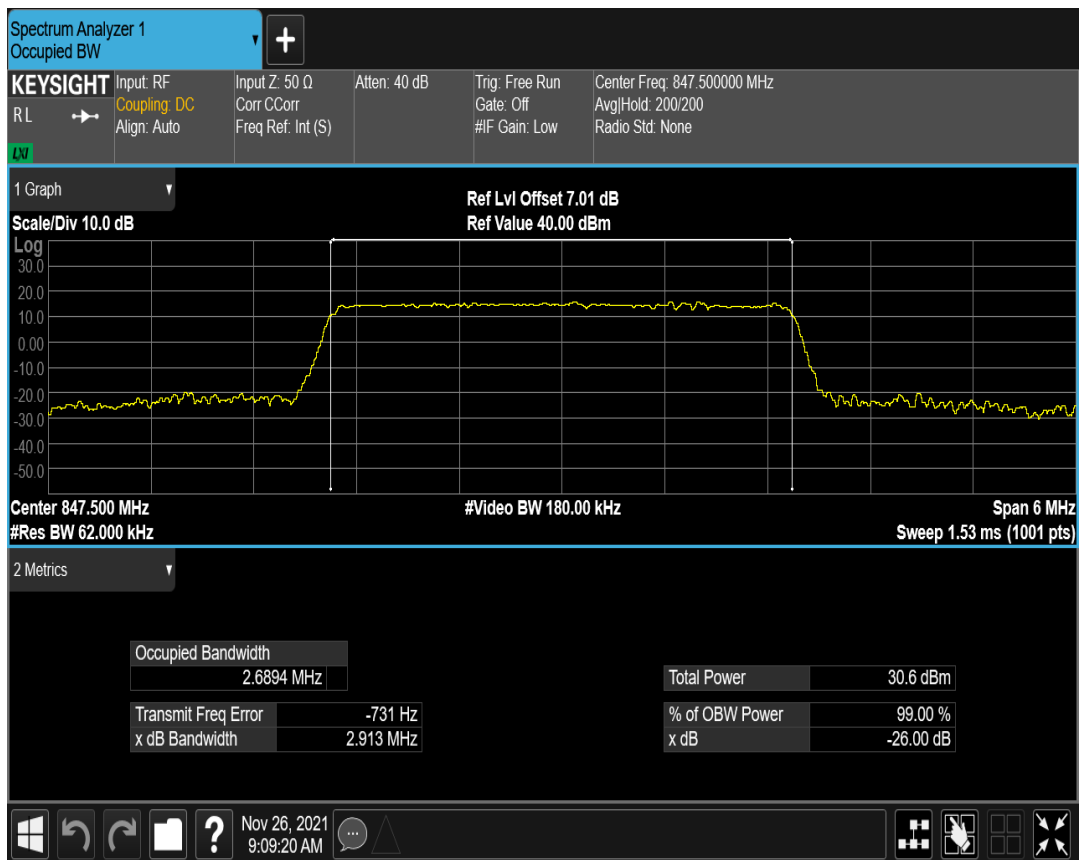 Spectrum Analyzer 1
Occupied BW
+
KEYSIGHT
RL
LXI
Input: RF
Coupling: DC
Align: Auto
Input Z: 50 Ω
Corr CCorr
Freq Ref: Int (S)
Atten: 40 dB
Trig: Free Run
Gate: Off
#IF Gain: Low
Center Freq: 847.500000 MHz
Avg|Hold: 200/200
Radio Std: None
1 Graph
Scale/Div 10.0 dB
Ref Lvl Offset 7.01 dB
Ref Value 40.00 dBm
Log
30.0
20.0
10.0
0.00
-10.0
-20.0
-30.0
-40.0
-50.0
Center 847.500 MHz
#Res BW 62.000 kHz
#Video BW 180.00 kHz
Span 6 MHz
Sweep 1.53 ms (1001 pts)
2 Metrics
Occupied Bandwidth
2.6894 MHz
Transmit Freq Error -731 Hz
x dB Bandwidth 2.913 MHz
Total Power 30.6 dBm
% of OBW Power 99.00 %
x dB -26.00 dB
?
Nov 26, 2021
9:09:20 AM